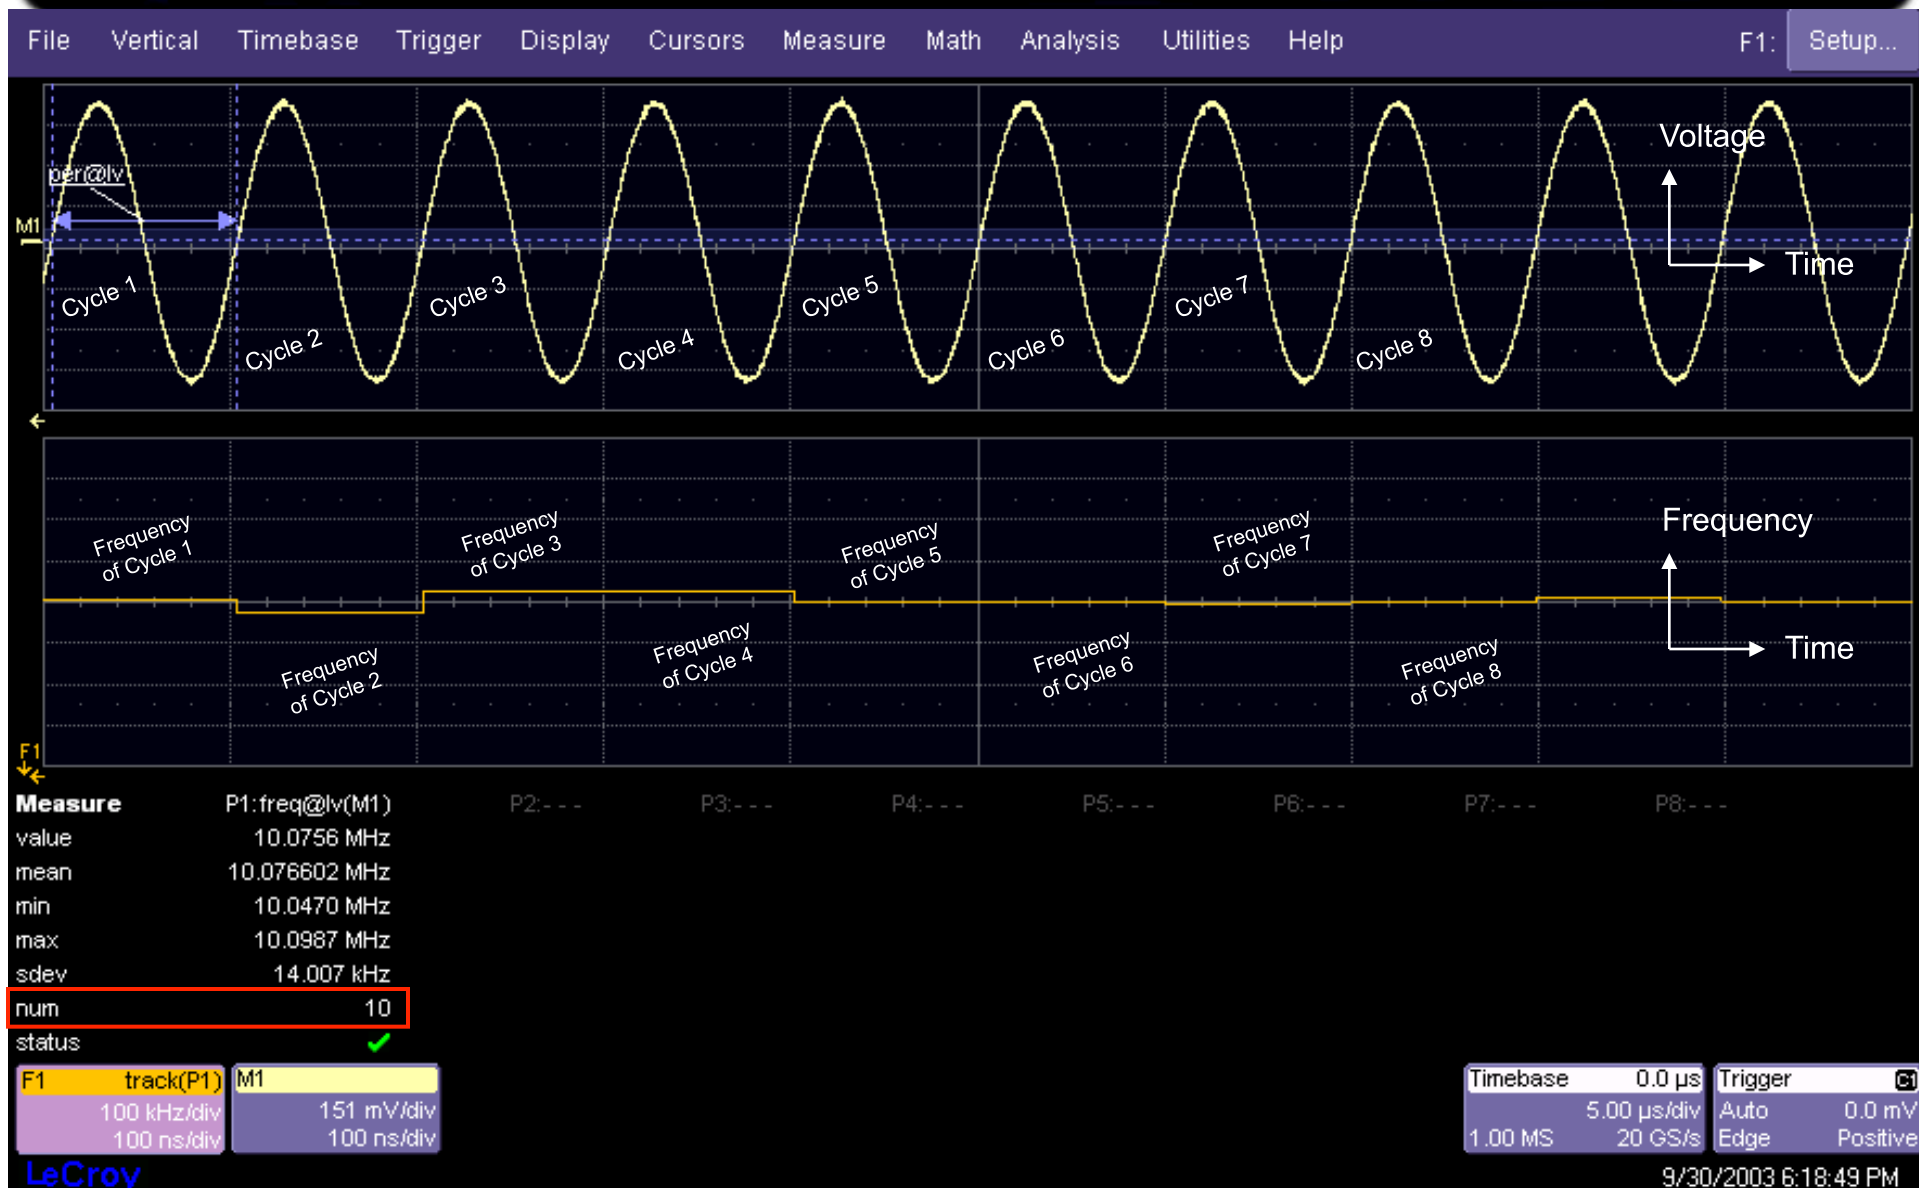 File Vertical Timebase Trigger Display Cursors Measure Math Analysis Utilities Help F1: Setup...
Voltage
per@lv
M1
Time
Cycle 1
Cycle 2
Cycle 3
Cycle 4
Cycle 5
Cycle 6
Cycle 7
Cycle 8
Frequency
of Cycle 1
Frequency
of Cycle 2
Frequency
of Cycle 3
Frequency
of Cycle 4
Frequency
of Cycle 5
Frequency
of Cycle 6
Frequency
of Cycle 7
Frequency
of Cycle 8
Frequency
Time
F1
Measure P1:freq@lv(M1) P2:- - - P3:- - - P4:- - - P5:- - - P6:- - - P7:- - - P8:- - -
value 10.0756 MHz
mean 10.076602 MHz
min 10.0470 MHz
max 10.0987 MHz
sdev 14.007 kHz
num 10
status
F1 track(P1)
100 kHz/div
100 ns/div
M1
151 mV/div
100 ns/div
Timebase 0.0 µs
5.00 µs/div
1.00 MS 20 GS/s
Trigger C1
Auto 0.0 mV
Edge Positive
LeCroy
9/30/2003 6:18:49 PM